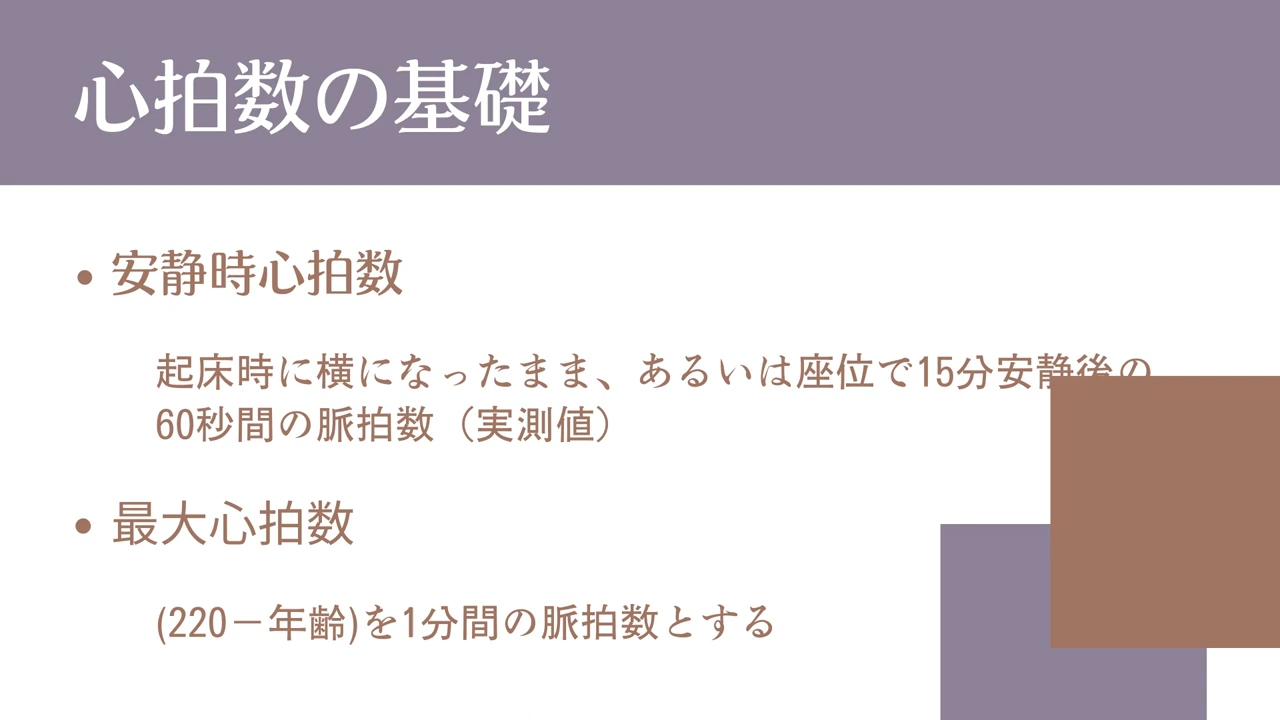 心拍数の基礎
• 安静時心拍数
起床時に横になったまま、あるいは座位で15分安静後の
60秒間の脈拍数（実測値）
• 最大心拍数
(220－年齢)を1分間の脈拍数とする